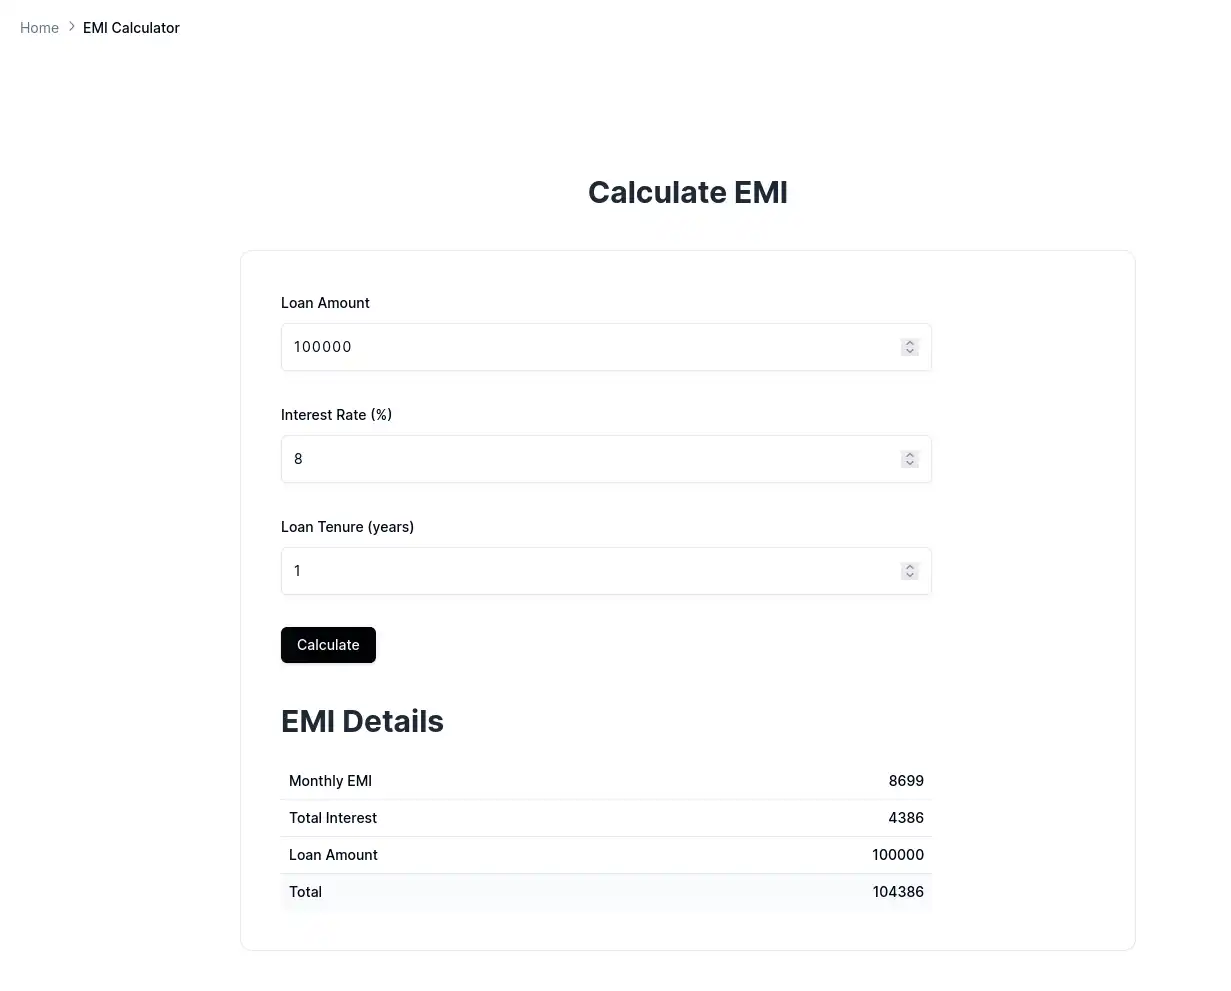 Home > EMI Calculator
Calculate EMI
Loan Amount
100000
Interest Rate (%)
8
Loan Tenure (years)
1
Calculate
EMI Details
Monthly EMI 8699
Total Interest 4386
Loan Amount 100000
Total 104386